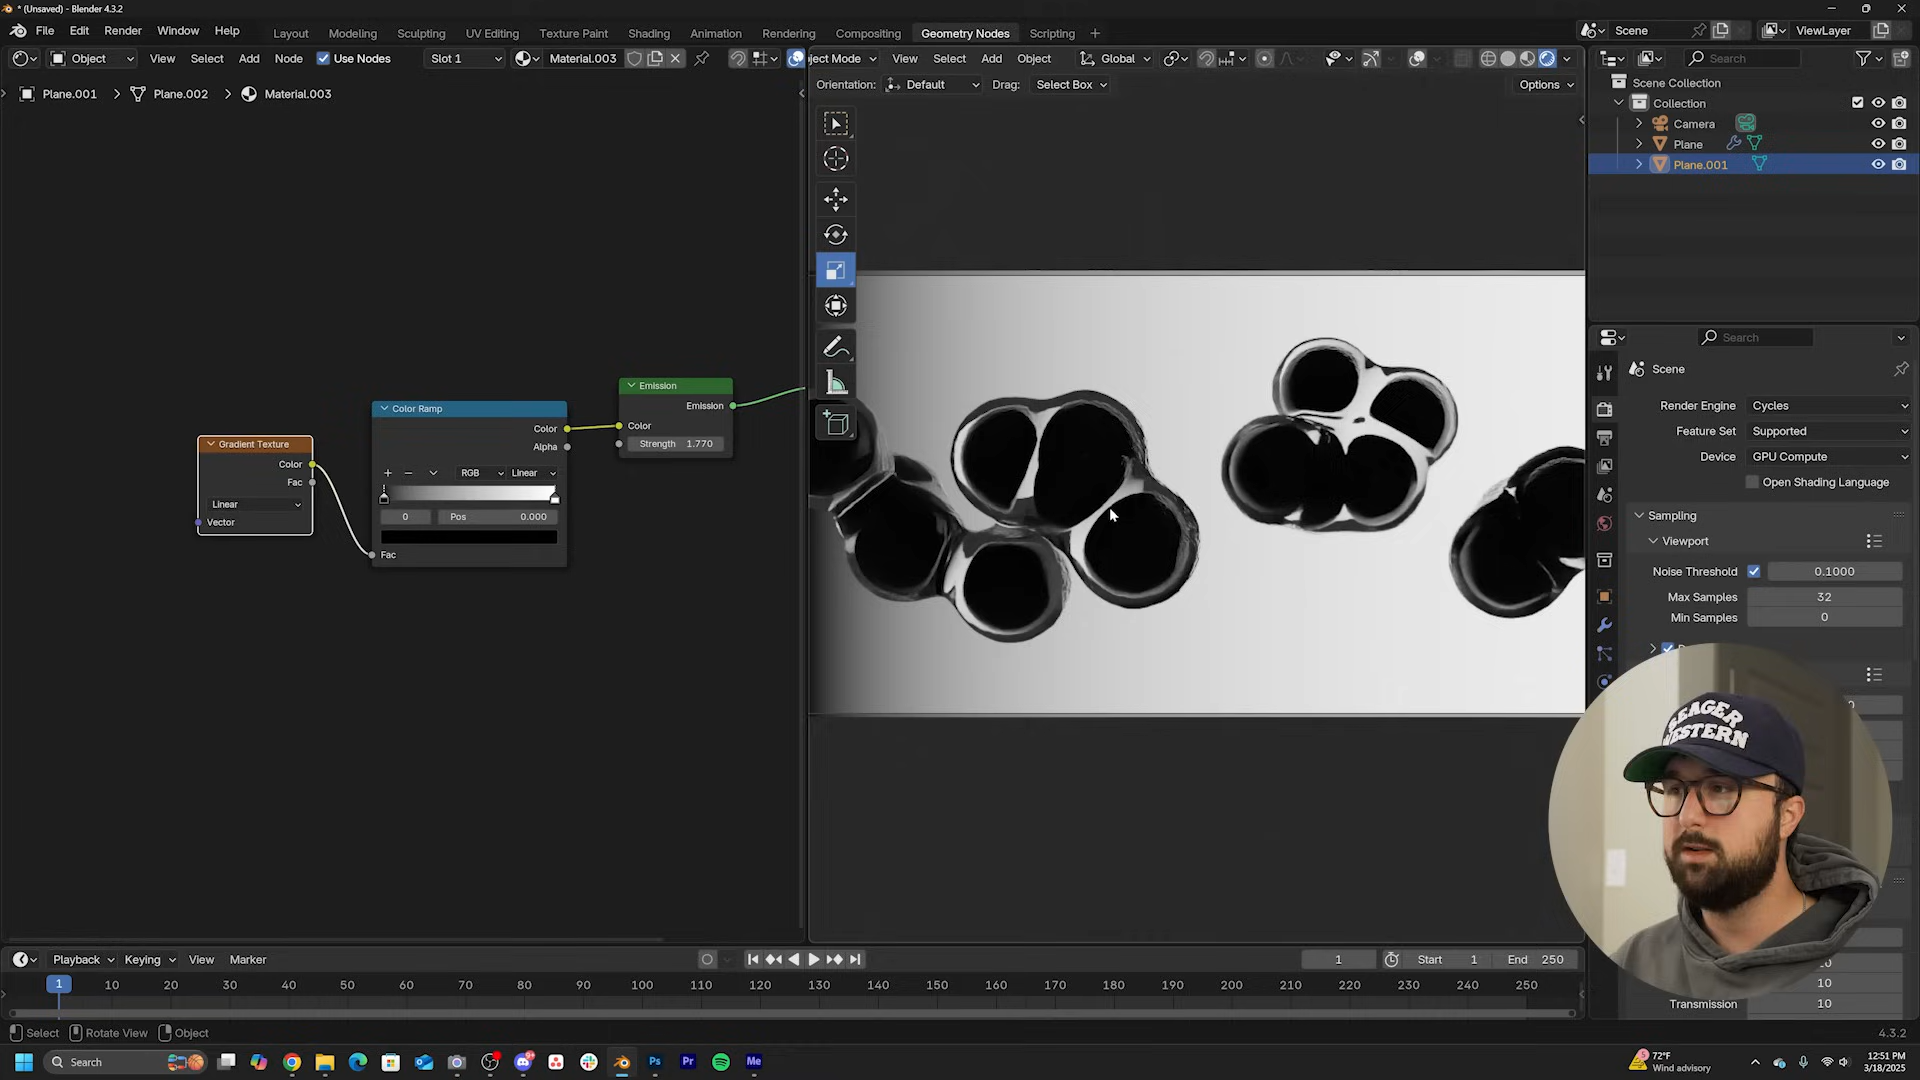 * (Unsaved) - Blender 4.3.2
File Edit Render Window Help
Layout Modeling Sculpting UV Editing Texture Paint Shading Animation Rendering Compositing Geometry Nodes Scripting
Scene
ViewLayer
Object View Select Add Node Use Nodes Slot 1 Material.003
ject Mode View Select Add Object Global
Search
Orientation: Default Drag: Select Box Options
Plane.001 > Plane.002 > Material.003
Scene Collection
Collection
Camera
Plane
Plane.001
Search
Scene
Render Engine Cycles
Feature Set Supported
Device GPU Compute
Open Shading Language
Sampling
Viewport
Noise Threshold 0.1000
Max Samples 32
Min Samples 0
Gradient Texture
Color
Fac
Linear
Vector
Color Ramp
Color
Alpha
RGB Linear
0 Pos 0.000
Fac
Emission
Emission
Color
Strength 1.770
SEAGER
WESTERN
10
Transmission 10
Playback Keying View Marker
1 Start 1 End 250
1 10 20 30 40 50 60 70 80 90 100 110 120 130 140 150 160 170 180 190 200 210 220 230 240 250
Select Rotate View Object
4.3.2
Search
Ps Pr Me
72°F
Wind advisory
12:51 PM
3/18/2025